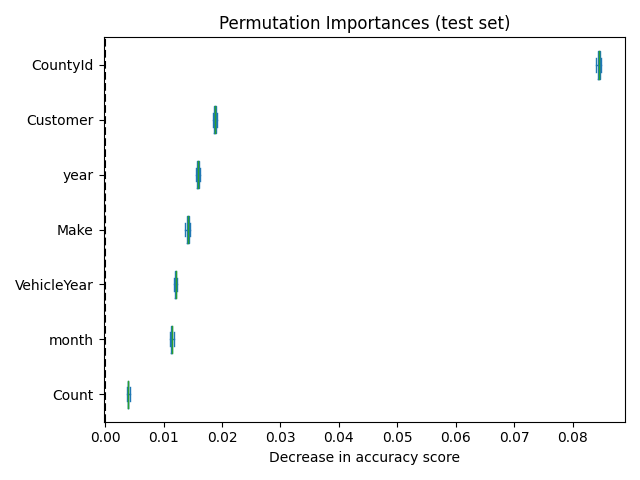 Permutation Importances (test set)
CountyId
Customer
year
Make
VehicleYear
month
Count
0.00 0.01 0.02 0.03 0.04 0.05 0.06 0.07 0.08
Decrease in accuracy score